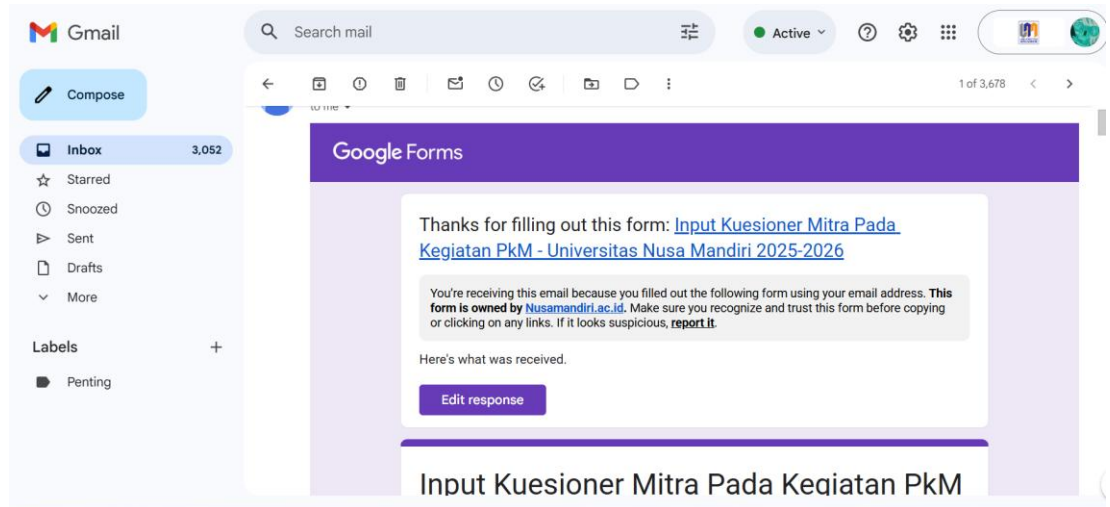 Gmail
Search mail
Active
Compose
1 of 3,678
to me
Inbox 3,052
Starred
Snoozed
Sent
Drafts
More
Labels
Penting
Google Forms
Thanks for filling out this form: Input Kuesioner Mitra Pada
Kegiatan PkM - Universitas Nusa Mandiri 2025-2026
You're receiving this email because you filled out the following form using your email address. This
form is owned by Nusamandiri.ac.id. Make sure you recognize and trust this form before copying
or clicking on any links. If it looks suspicious, report it.
Here's what was received.
Edit response
Input Kuesioner Mitra Pada Kegiatan PkM